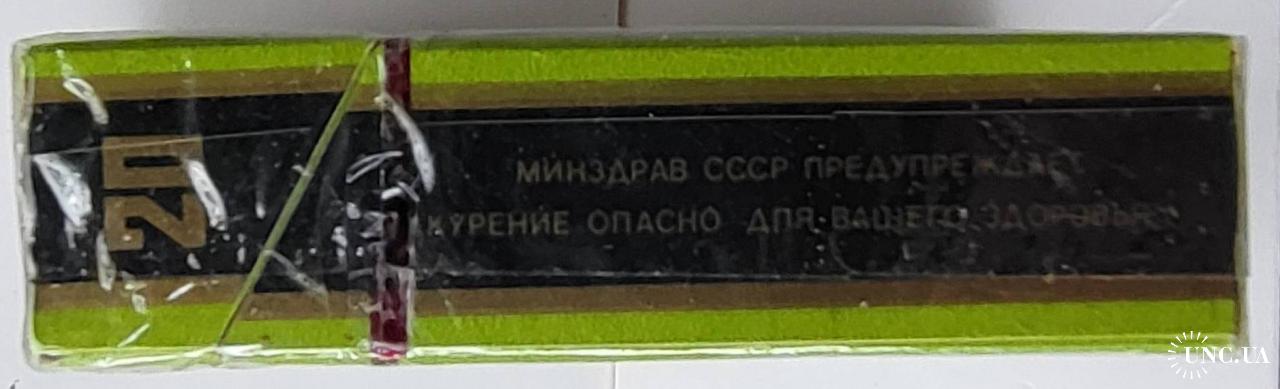 20
МИНЗДРАВ СССР ПРЕДУПРЕЖДАЕТ
КУРЕНИЕ ОПАСНО ДЛЯ ВАШЕГО ЗДОРОВЬЯ
UNC.UA